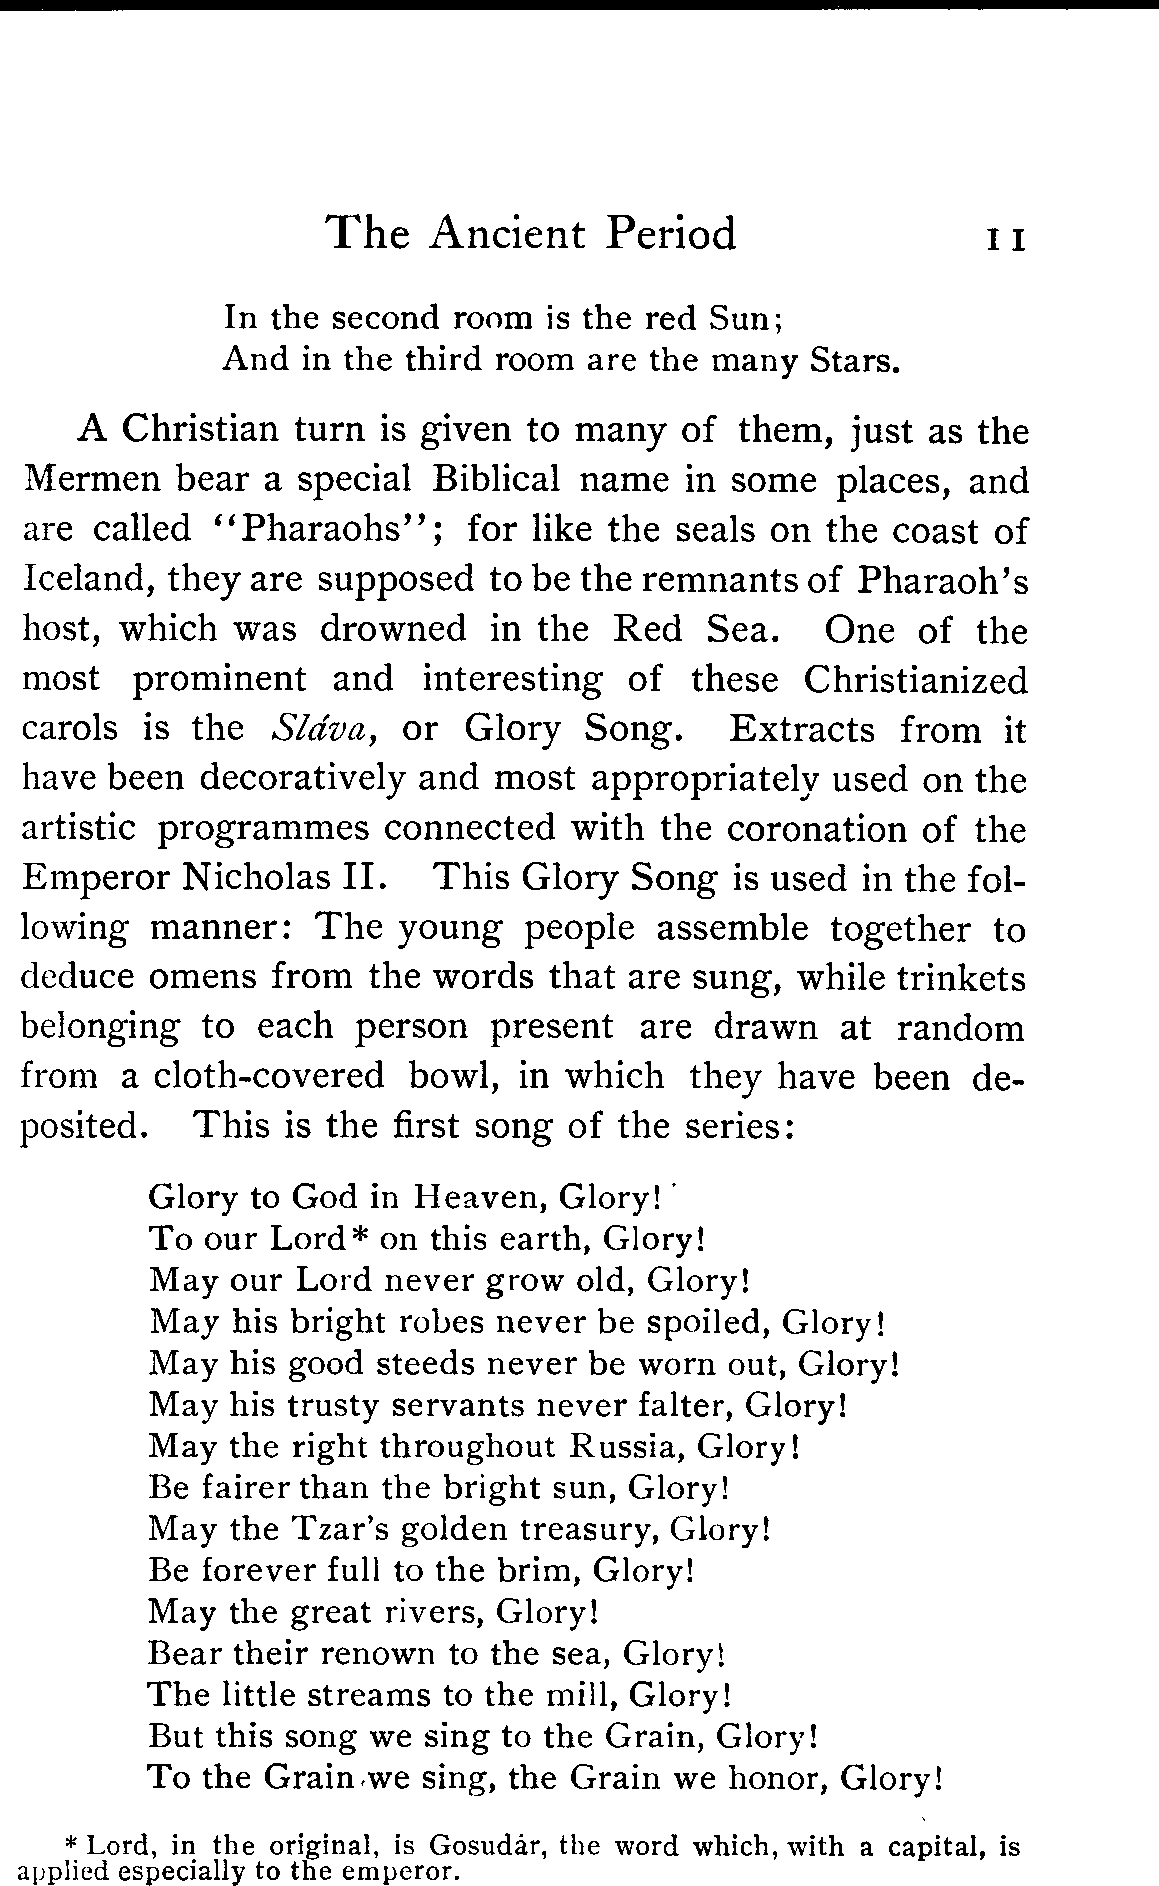 The Ancient Period 11
In the second room is the red Sun;
And in the third room are the many Stars.
A Christian turn is given to many of them, just as the
Mermen bear a special Biblical name in some places, and
are called "Pharaohs"; for like the seals on the coast of
Iceland, they are supposed to be the remnants of Pharaoh's
host, which was drowned in the Red Sea. One of the
most prominent and interesting of these Christianized
carols is the Sláva, or Glory Song. Extracts from it
have been decoratively and most appropriately used on the
artistic programmes connected with the coronation of the
Emperor Nicholas II. This Glory Song is used in the fol-
lowing manner: The young people assemble together to
deduce omens from the words that are sung, while trinkets
belonging to each person present are drawn at random
from a cloth-covered bowl, in which they have been de-
posited. This is the first song of the series:
Glory to God in Heaven, Glory!
To our Lord* on this earth, Glory!
May our Lord never grow old, Glory!
May his bright robes never be spoiled, Glory!
May his good steeds never be worn out, Glory!
May his trusty servants never falter, Glory!
May the right throughout Russia, Glory!
Be fairer than the bright sun, Glory!
May the Tzar's golden treasury, Glory!
Be forever full to the brim, Glory!
May the great rivers, Glory!
Bear their renown to the sea, Glory!
The little streams to the mill, Glory!
But this song we sing to the Grain, Glory!
To the Grain we sing, the Grain we honor, Glory!
* Lord, in the original, is Gosudár, the word which, with a capital, is
applied especially to the emperor.